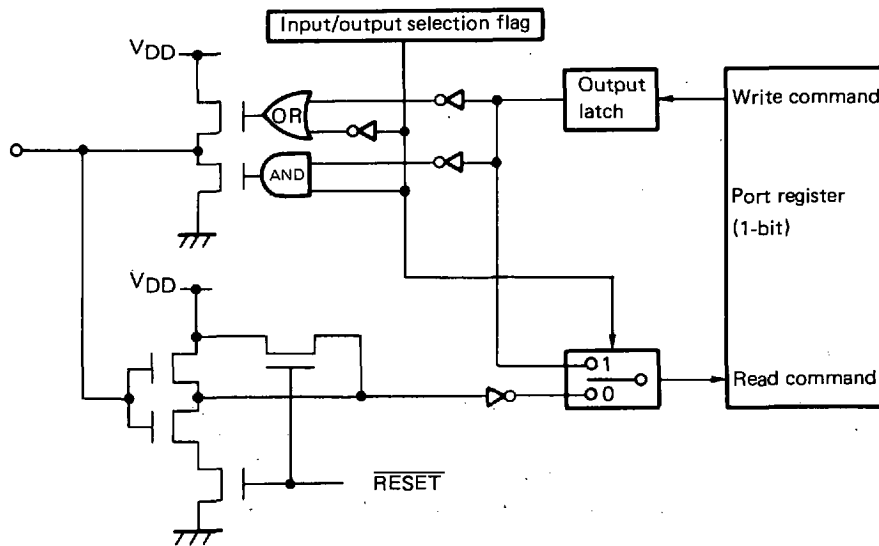 Input/output selection flag
VDD
OR
AND
Output
latch
Write command
Port register
(1-bit)
VDD
1
0
Read command
RESET